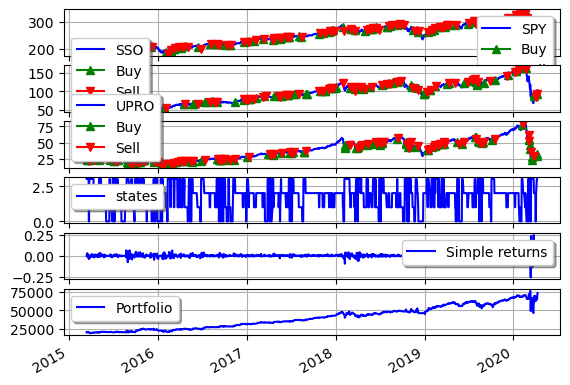 300
200
SPY
Buy
SSO
Buy
Sell
150
100
50
UPRO
Buy
Sell
75
50
25
2.5
0.0
states
0.25
0.00
−0.25
Simple returns
75000
50000
25000
Portfolio
2015
2016
2017
2018
2019
2020